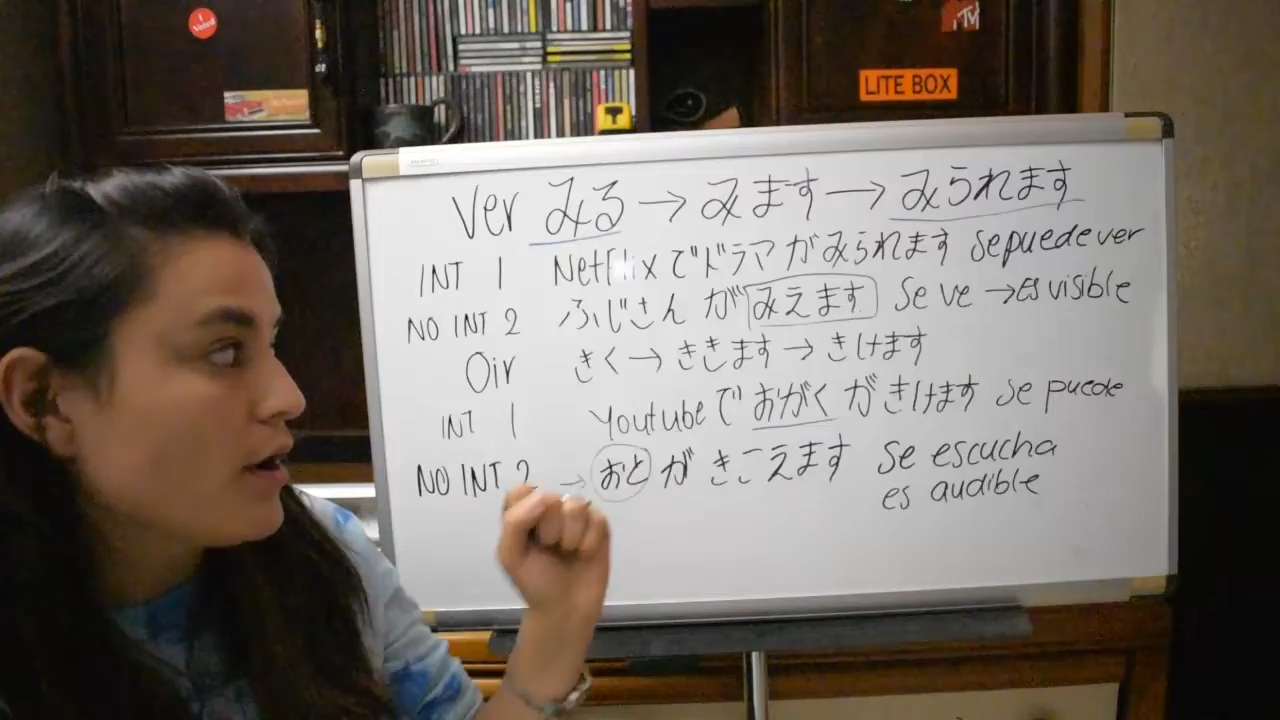 I Voted
MTV
LITE BOX
Ver みる → みます → みられます
INT 1 Netflix でドラマ がみられます se puede ver
NO INT 2 ふじさん が みえます se ve → es visible
Oir きく → ききます → きけます
INT 1 Youtube で おがく が きけます se puede
NO INT 2 → おと が きこえます se escucha
es audible